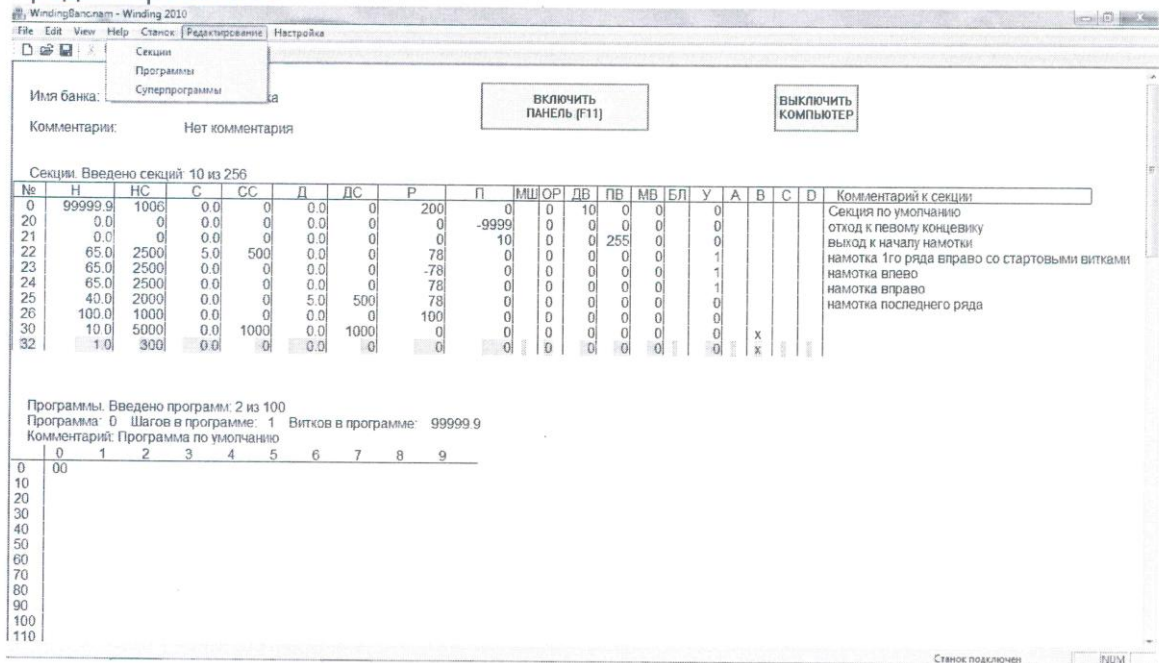 WindingBanc.nam - Winding 2010
File Edit View Help Станок Редактирование Настройка
Секции
Программы
Суперпрограммы
Имя банка:
ВКЛЮЧИТЬ
ПАНЕЛЬ (F11)
ВЫКЛЮЧИТЬ
КОМПЬЮТЕР
Комментарии: Нет комментария
Секции. Введено секций: 10 из 256
№ Н НС С СС Д ДС Р П МШ ОР ДВ ПВ МВ БЛ У А В С D Комментарий к секции
0 99999.9 1006 0.0 0 0.0 0 200 0 0 10 0 0 0 Секция по умолчанию
20 0.0 0 0.0 0 0.0 0 0 -9999 0 0 0 0 0 отход к левому концевику
21 0.0 0 0.0 0 0.0 0 0 10 0 0 255 0 0 выход к началу намотки
22 65.0 2500 5.0 500 0.0 0 78 0 0 0 0 0 1 намотка 1го ряда вправо со стартовыми витками
23 65.0 2500 0.0 0 0.0 0 -78 0 0 0 0 0 1 намотка влево
24 65.0 2500 0.0 0 0.0 0 78 0 0 0 0 0 1 намотка вправо
25 40.0 2000 0.0 0 5.0 500 78 0 0 0 0 0 0 намотка последнего ряда
26 100.0 1000 0.0 0 0.0 0 100 0 0 0 0 0 0
30 10.0 5000 0.0 1000 0.0 1000 0 0 0 0 0 0 0 x
32 1.0 300 0.0 0 0.0 0 0 0 0 0 0 0 0 x
Программы. Введено программ: 2 из 100
Программа: 0 Шагов в программе: 1 Витков в программе: 99999.9
Комментарий: Программа по умолчанию
0 1 2 3 4 5 6 7 8 9
0 00
10
20
30
40
50
60
70
80
90
100
110
Станок подключен NUM